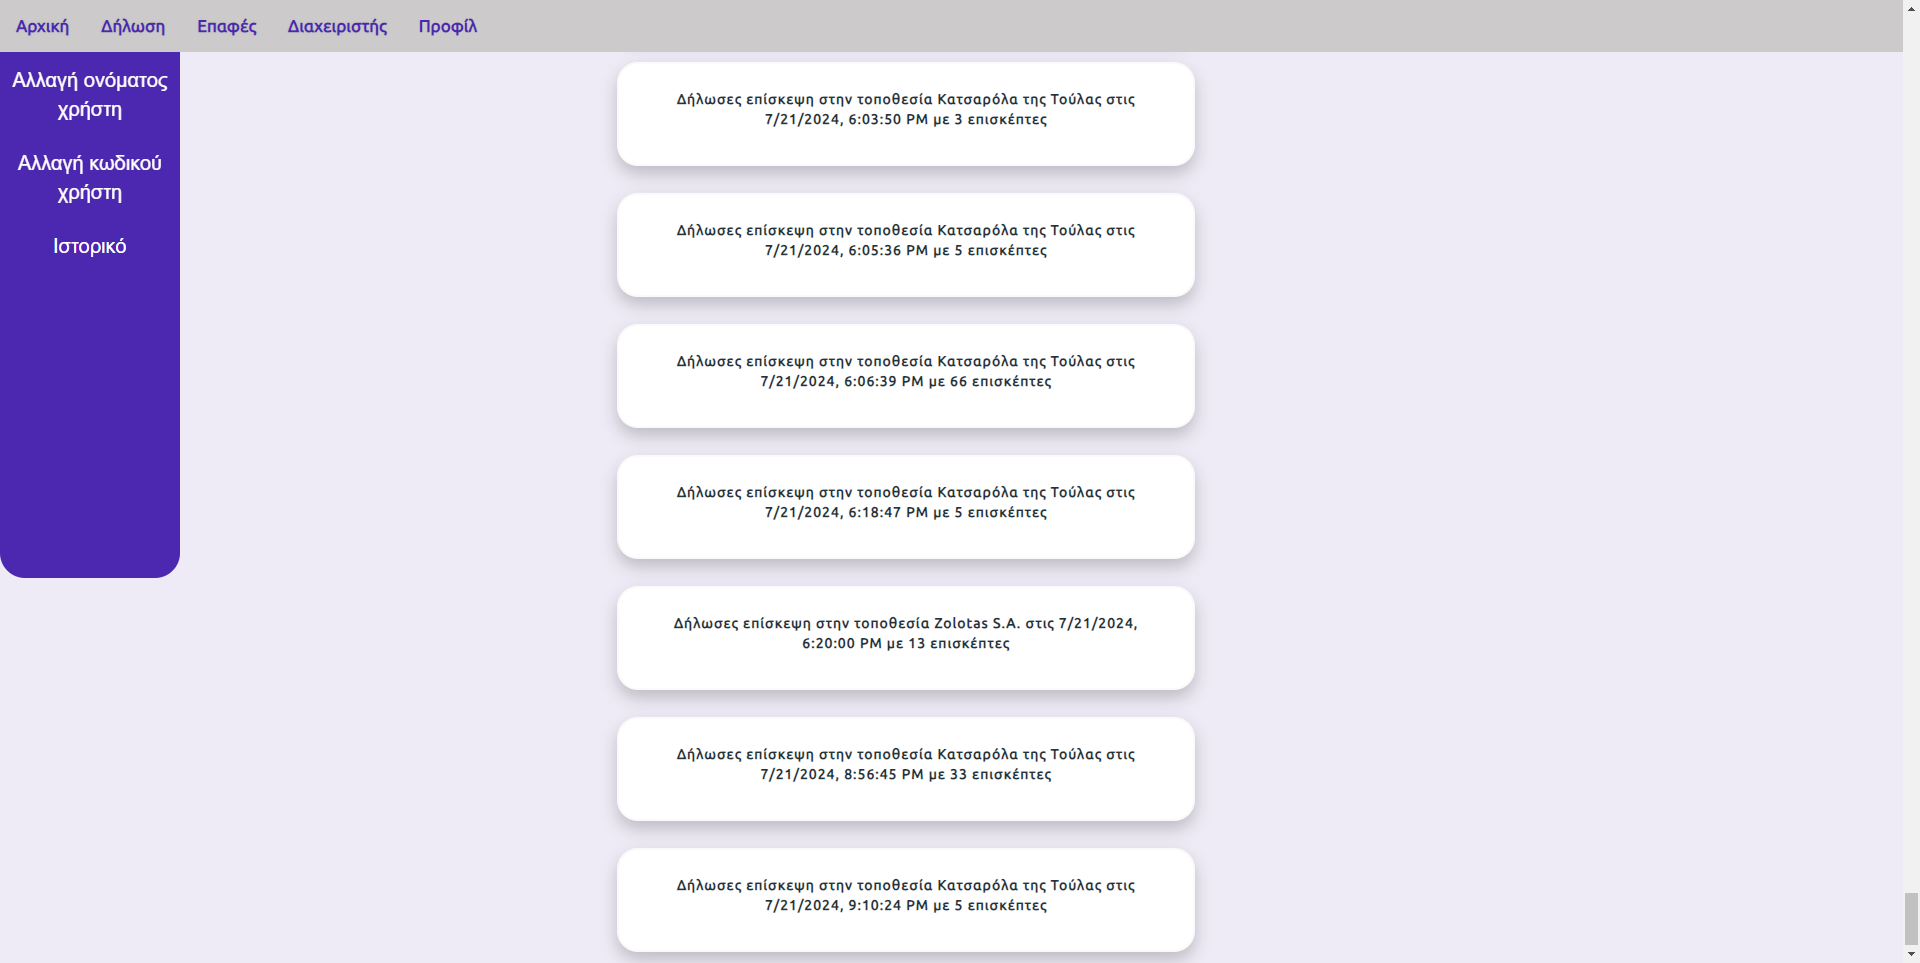 Αρχική Δήλωση Επαφές Διαχειριστής Προφίλ
Αλλαγή ονόματος
χρήστη
Αλλαγή κωδικού
χρήστη
Ιστορικό
Δήλωσες επίσκεψη στην τοποθεσία Κατσαρόλα της Τούλας στις
7/21/2024, 6:03:50 PM με 3 επισκέπτες
Δήλωσες επίσκεψη στην τοποθεσία Κατσαρόλα της Τούλας στις
7/21/2024, 6:05:36 PM με 5 επισκέπτες
Δήλωσες επίσκεψη στην τοποθεσία Κατσαρόλα της Τούλας στις
7/21/2024, 6:06:39 PM με 66 επισκέπτες
Δήλωσες επίσκεψη στην τοποθεσία Κατσαρόλα της Τούλας στις
7/21/2024, 6:18:47 PM με 5 επισκέπτες
Δήλωσες επίσκεψη στην τοποθεσία Zolotas S.A. στις 7/21/2024,
6:20:00 PM με 13 επισκέπτες
Δήλωσες επίσκεψη στην τοποθεσία Κατσαρόλα της Τούλας στις
7/21/2024, 8:56:45 PM με 33 επισκέπτες
Δήλωσες επίσκεψη στην τοποθεσία Κατσαρόλα της Τούλας στις
7/21/2024, 9:10:24 PM με 5 επισκέπτες